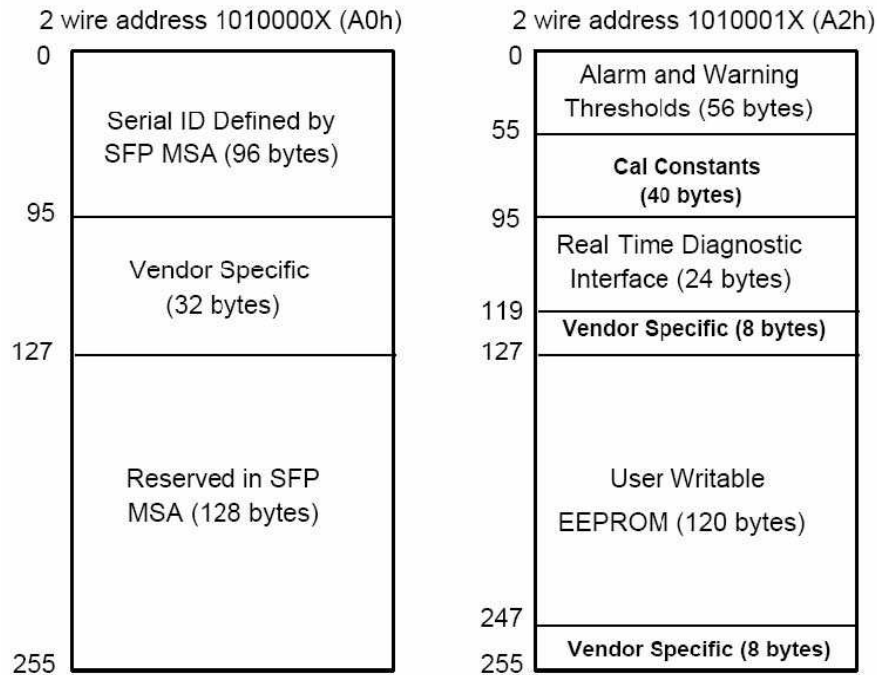 2 wire address 1010000X (A0h)
0
Serial ID Defined by
SFP MSA (96 bytes)
95
Vendor Specific
(32 bytes)
127
Reserved in SFP
MSA (128 bytes)
255
2 wire address 1010001X (A2h)
0
Alarm and Warning
Thresholds (56 bytes)
55
Cal Constants
(40 bytes)
95
Real Time Diagnostic
Interface (24 bytes)
119
Vendor Specific (8 bytes)
127
User Writable
EEPROM (120 bytes)
247
Vendor Specific (8 bytes)
255